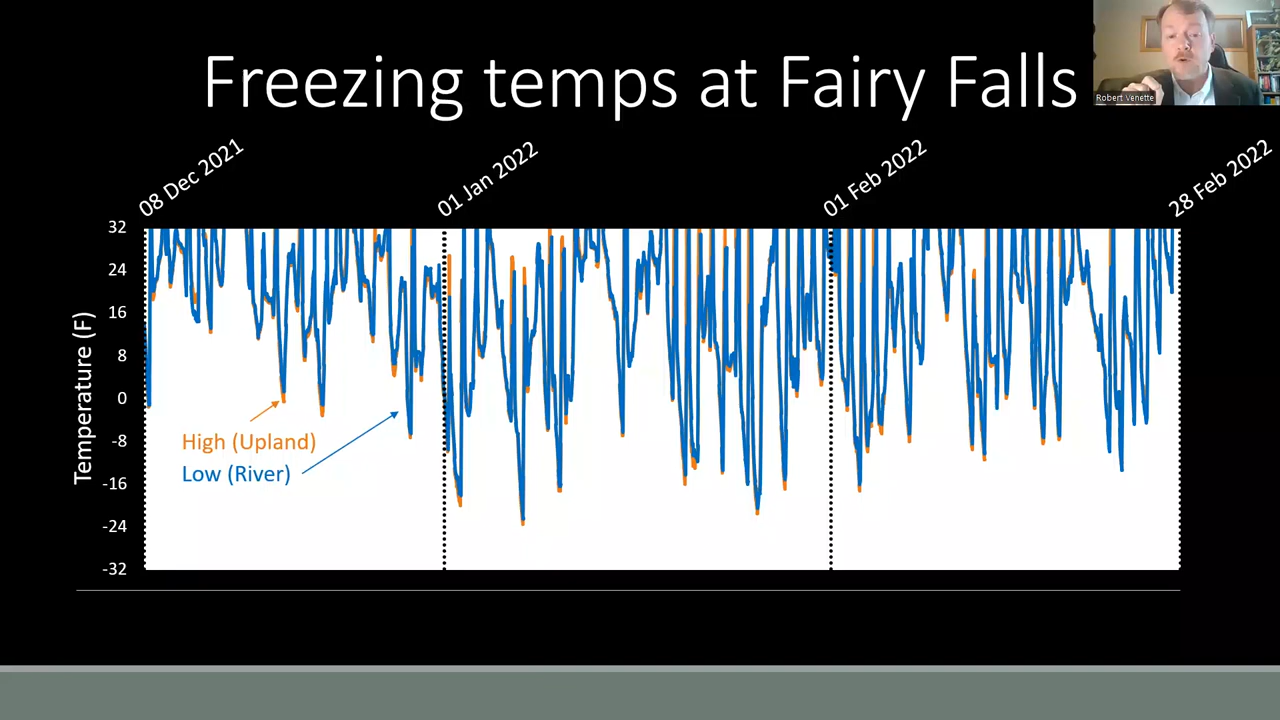 Freezing temps at Fairy Falls
Robert Venette
08 Dec 2021
01 Jan 2022
01 Feb 2022
28 Feb 2022
Temperature (F)
32
24
16
8
0
-8
-16
-24
-32
High (Upland)
Low (River)